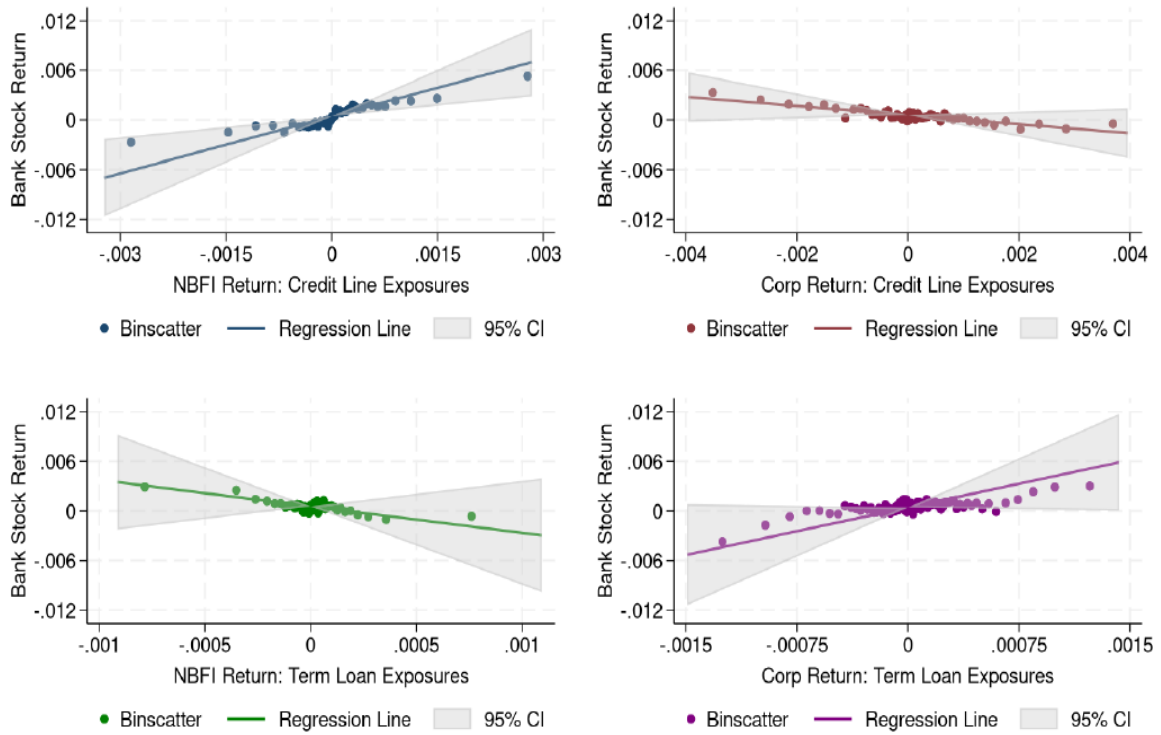 .012
.006
0
-.006
-.012
Bank Stock Return
-.003 -.0015 0 .0015 .003
NBFI Return: Credit Line Exposures
Binscatter Regression Line 95% CI
.012
.006
0
-.006
-.012
Bank Stock Return
-.004 -.002 0 .002 .004
Corp Return: Credit Line Exposures
Binscatter Regression Line 95% CI
.012
.006
0
-.006
-.012
Bank Stock Return
-.001 -.0005 0 .0005 .001
NBFI Return: Term Loan Exposures
Binscatter Regression Line 95% CI
.012
.006
0
-.006
-.012
Bank Stock Return
-.0015 -.00075 0 .00075 .0015
Corp Return: Term Loan Exposures
Binscatter Regression Line 95% CI